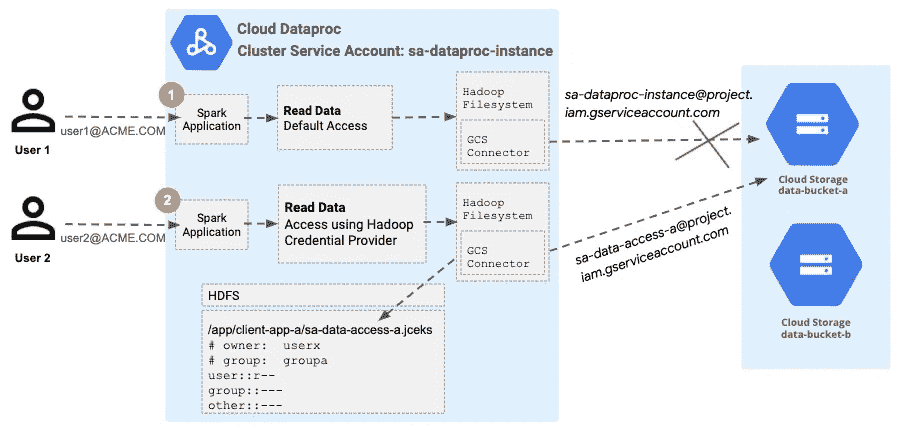 Cloud Dataproc
Cluster Service Account: sa-dataproc-instance
1
User 1
user1@ACME.COM
Spark
Application
Read Data
Default Access
Hadoop
Filesystem
GCS
Connector
sa-dataproc-instance@project.
iam.gserviceaccount.com
Cloud Storage
data-bucket-a
2
User 2
user2@ACME.COM
Spark
Application
Read Data
Access using Hadoop
Credential Provider
Hadoop
Filesystem
GCS
Connector
sa-data-access-a@project.
iam.gserviceaccount.com
Cloud Storage
data-bucket-b
HDFS
/app/client-app-a/sa-data-access-a.jceks
# owner: userx
# group: groupa
user::r--
group::---
other::---